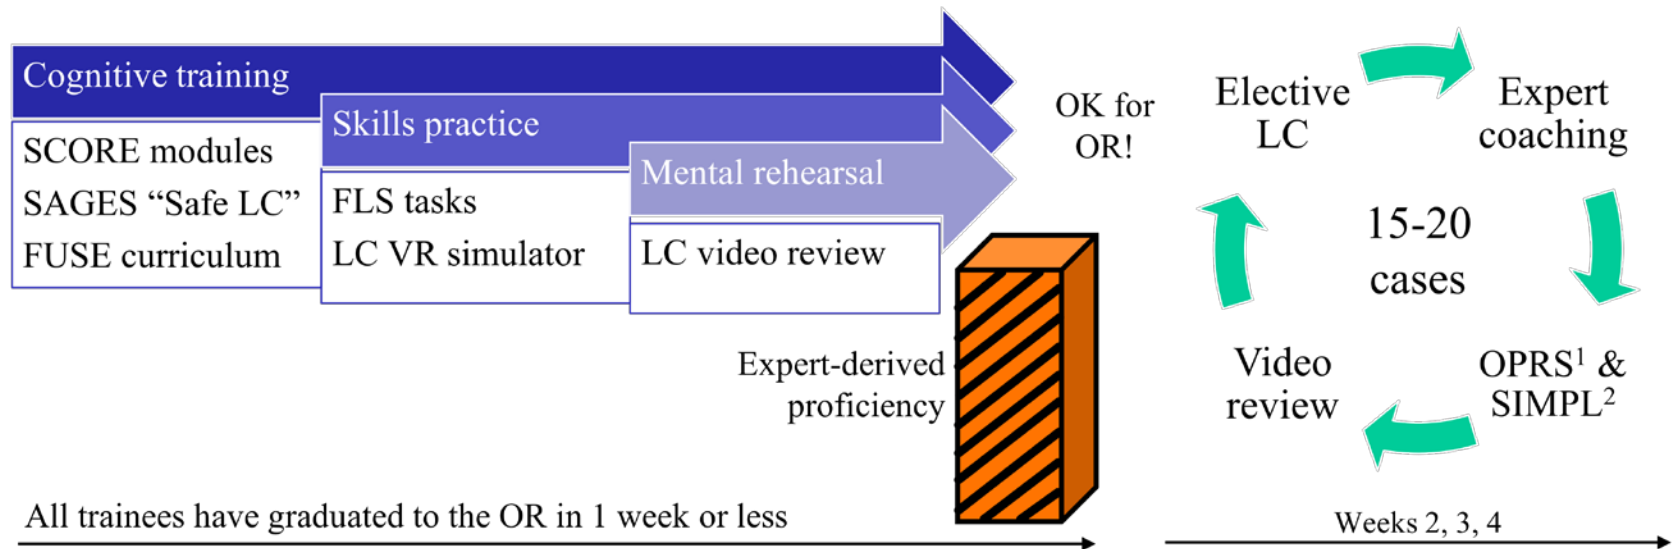 Cognitive training
SCORE modules
SAGES “Safe LC”
FUSE curriculum
Skills practice
FLS tasks
LC VR simulator
Mental rehearsal
LC video review
OK for
OR!
Expert-derived
proficiency
All trainees have graduated to the OR in 1 week or less
Elective
LC
Expert
coaching
15-20
cases
Video
review
OPRS¹ &
SIMPL²
Weeks 2, 3, 4